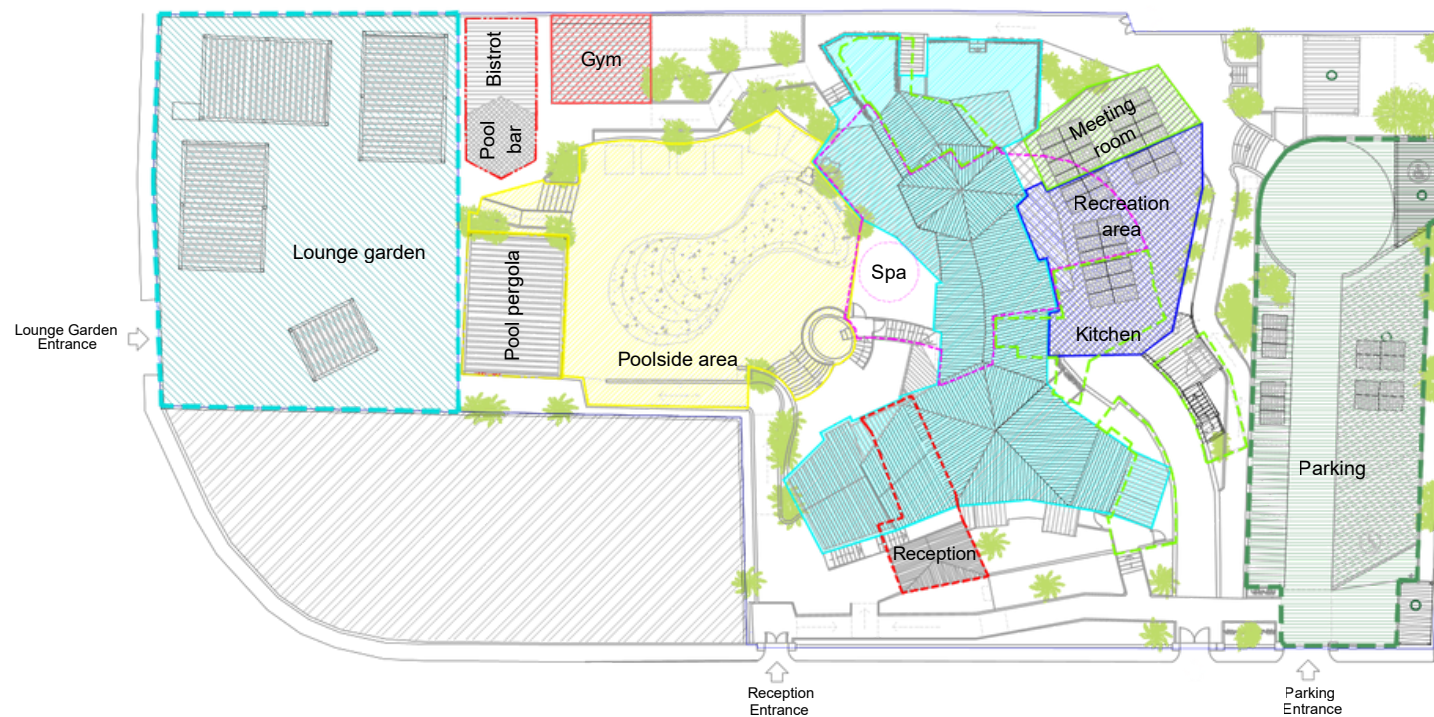 Bistrot
Gym
Pool
bar
Meeting
room
Recreation
area
Lounge garden
Spa
Pool pergola
Kitchen
Lounge Garden
Entrance
Poolside area
Parking
Reception
Reception
Entrance
Parking
Entrance